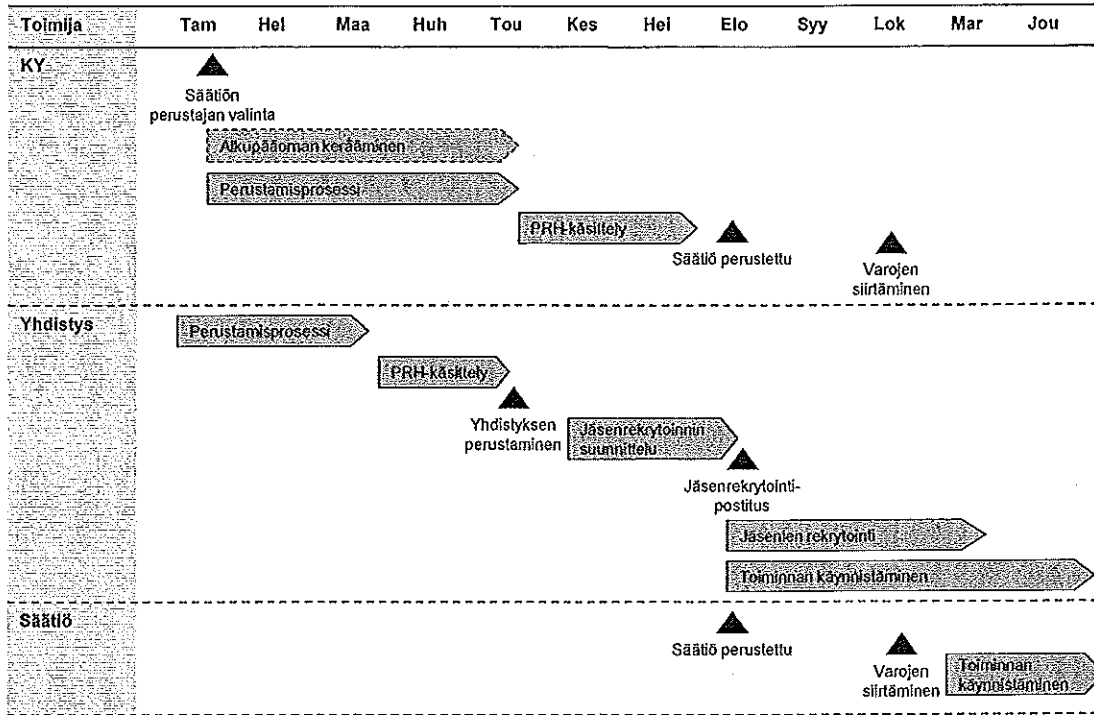 Toimija Tam Hel Maa Huh Tou Kes Hei Elo Syy Lok Mar Jou
KY
Säätiön
perustajan valinta
Alkupääoman kerääminen
Perustamisprosessi
PRH-käsittely
Säätiö perustettu
Varojen
siirtäminen
Yhdistys
Perustamisprosessi
PRH-käsittely
Yhdistyksen
perustaminen
Jäsenrekrytoinnin
suunnittelu
Jäsenrekrytointi-
postitus
Jäsenten rekrytointi
Toiminnan käynnistäminen
Säätiö
Säätiö perustettu
Varojen
siirtäminen
Toiminnan
käynnistäminen